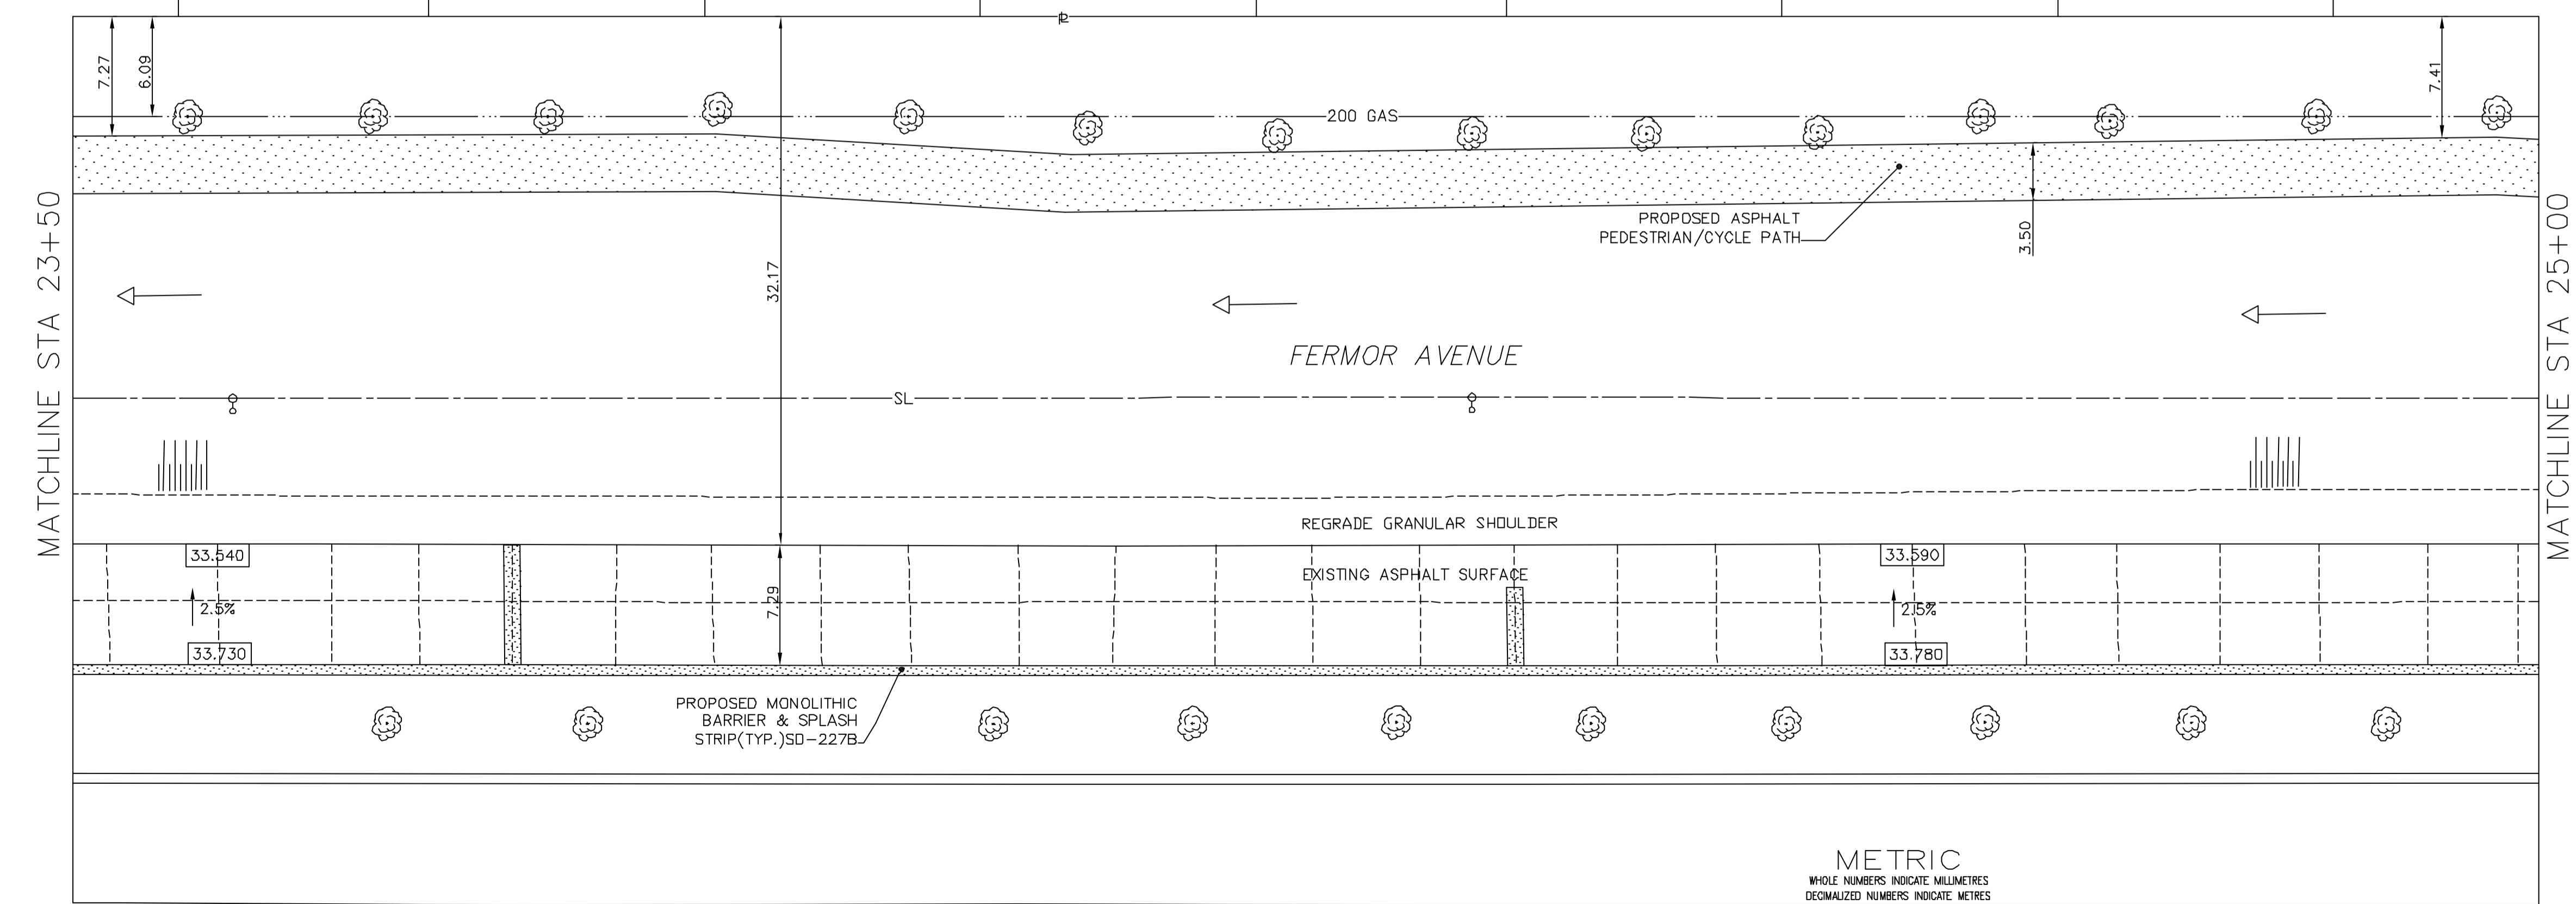 ℄
7.27
6.09
7.41
200 GAS
PROPOSED ASPHALT
PEDESTRIAN/CYCLE PATH
3.50
32.17
MATCHLINE STA 23+50
MATCHLINE STA 25+00
FERMOR AVENUE
SL
REGRADE GRANULAR SHOULDER
33.540
33.590
EXISTING ASPHALT SURFACE
2.5%
7.29
2.5%
33.730
33.780
PROPOSED MONOLITHIC
BARRIER & SPLASH
STRIP(TYP.)SD-227B
METRIC
WHOLE NUMBERS INDICATE MILLIMETRES
DECIMALIZED NUMBERS INDICATE METRES